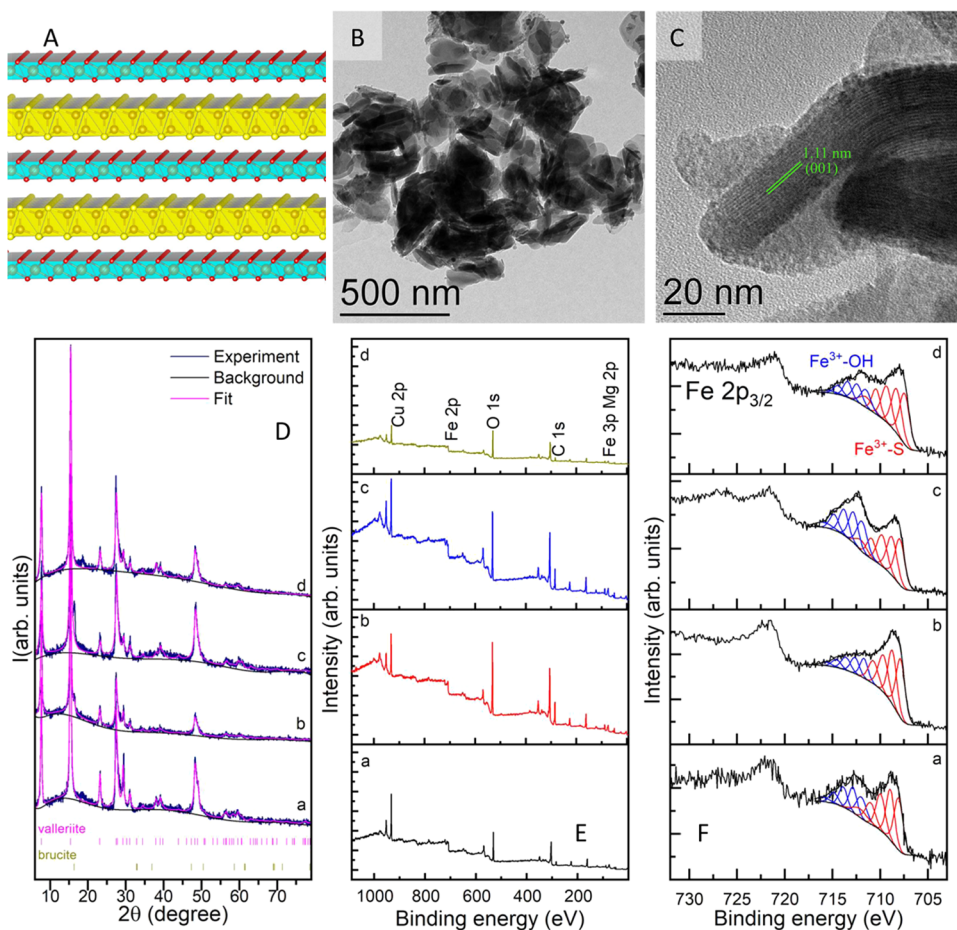 A
B
500 nm
C
1,11 nm
(001)
20 nm
Experiment
Background
Fit
D
d
c
b
a
valleriite
brucite
I(arb. units)
10 20 30 40 50 60 70
2θ (degree)
d
Cu 2p
Fe 2p
O 1s
C 1s
Fe 3p Mg 2p
c
b
a
E
Intensity (arb. units)
1000 800 600 400 200 0
Binding energy (eV)
d
Fe³⁺-OH
Fe 2p₃/₂
Fe³⁺-S
c
b
a
F
Intensity (arb. units)
730 725 720 715 710 705
Binding energy (eV)